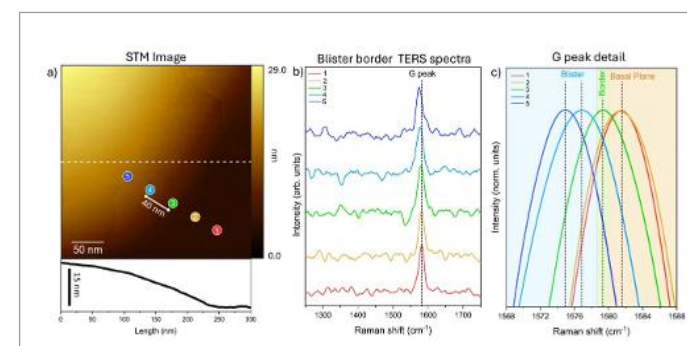 STM Image
Blister border TERS spectra
G peak detail
a)
29.0
nm
0.0
5
4
3
2
1
40 nm
50 nm
15 nm
0 50 100 150 200 250 300
Length (nm)
b)
G peak
1
2
3
4
5
Intensity (arb. units)
1300 1400 1500 1600 1700
Raman shift (cm-1)
c)
1
2
3
4
5
Blister
Border
Basal Plane
Intensity (norm. units)
1568 1572 1576 1580 1584 1588
Raman shift (cm-1)